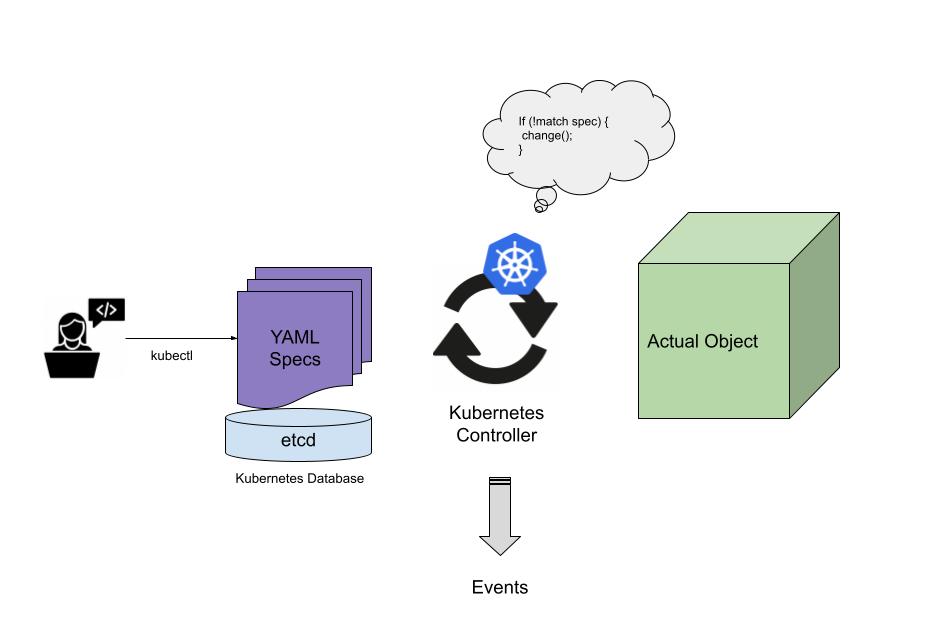 If (!match spec) {
change();
}
</>
kubectl
YAML
Specs
etcd
Kubernetes Database
Kubernetes
Controller
Actual Object
Events